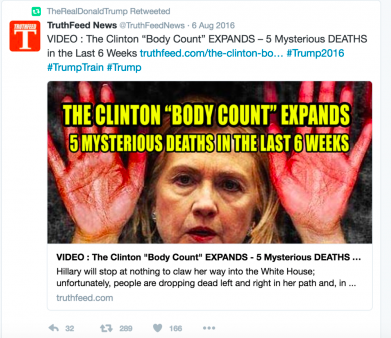 TheRealDonaldTrump Retweeted
TruthFeed News @TruthFeedNews · 6 Aug 2016
TRUTHFEED
T
VIDEO : The Clinton "Body Count" EXPANDS – 5 Mysterious DEATHS
in the Last 6 Weeks truthfeed.com/the-clinton-bo… #Trump2016
#TrumpTrain #Trump
THE CLINTON "BODY COUNT" EXPANDS
5 MYSTERIOUS DEATHS IN THE LAST 6 WEEKS
VIDEO : The Clinton "Body Count" EXPANDS - 5 Mysterious DEATHS ...
Hillary will stop at nothing to claw her way into the White House;
unfortunately, people are dropping dead left and right in her path and, in ...
truthfeed.com
32 289 166